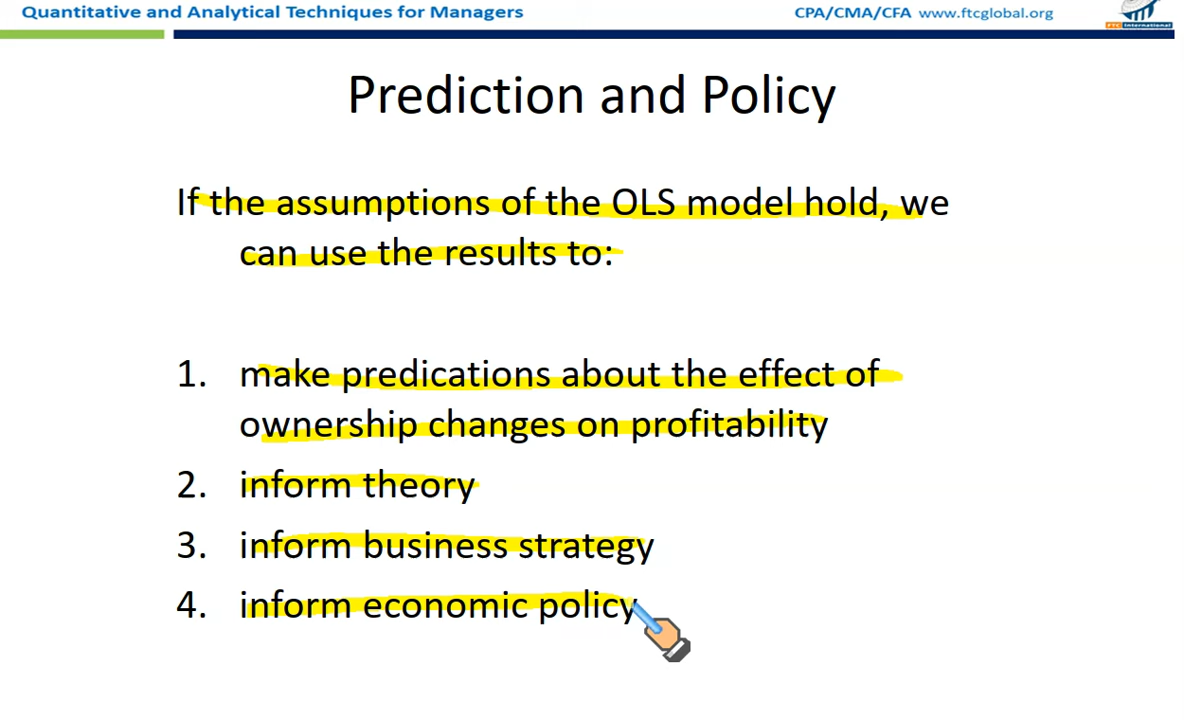 Quantitative and Analytical Techniques for Managers
CPA/CMA/CFA www.ftcglobal.org
FTC International
Prediction and Policy
If the assumptions of the OLS model hold, we
can use the results to:
1. make predications about the effect of
ownership changes on profitability
2. inform theory
3. inform business strategy
4. inform economic policy